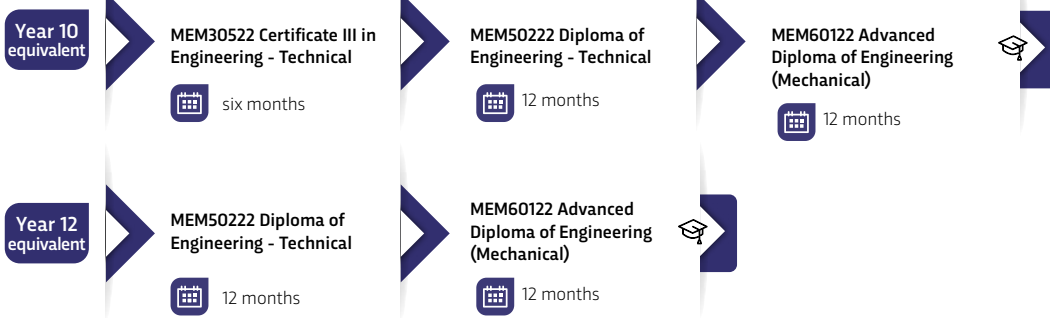 Year 10
equivalent
MEM30522 Certificate III in
Engineering - Technical
six months
MEM50222 Diploma of
Engineering - Technical
12 months
MEM60122 Advanced
Diploma of Engineering
(Mechanical)
12 months
Year 12
equivalent
MEM50222 Diploma of
Engineering - Technical
12 months
MEM60122 Advanced
Diploma of Engineering
(Mechanical)
12 months